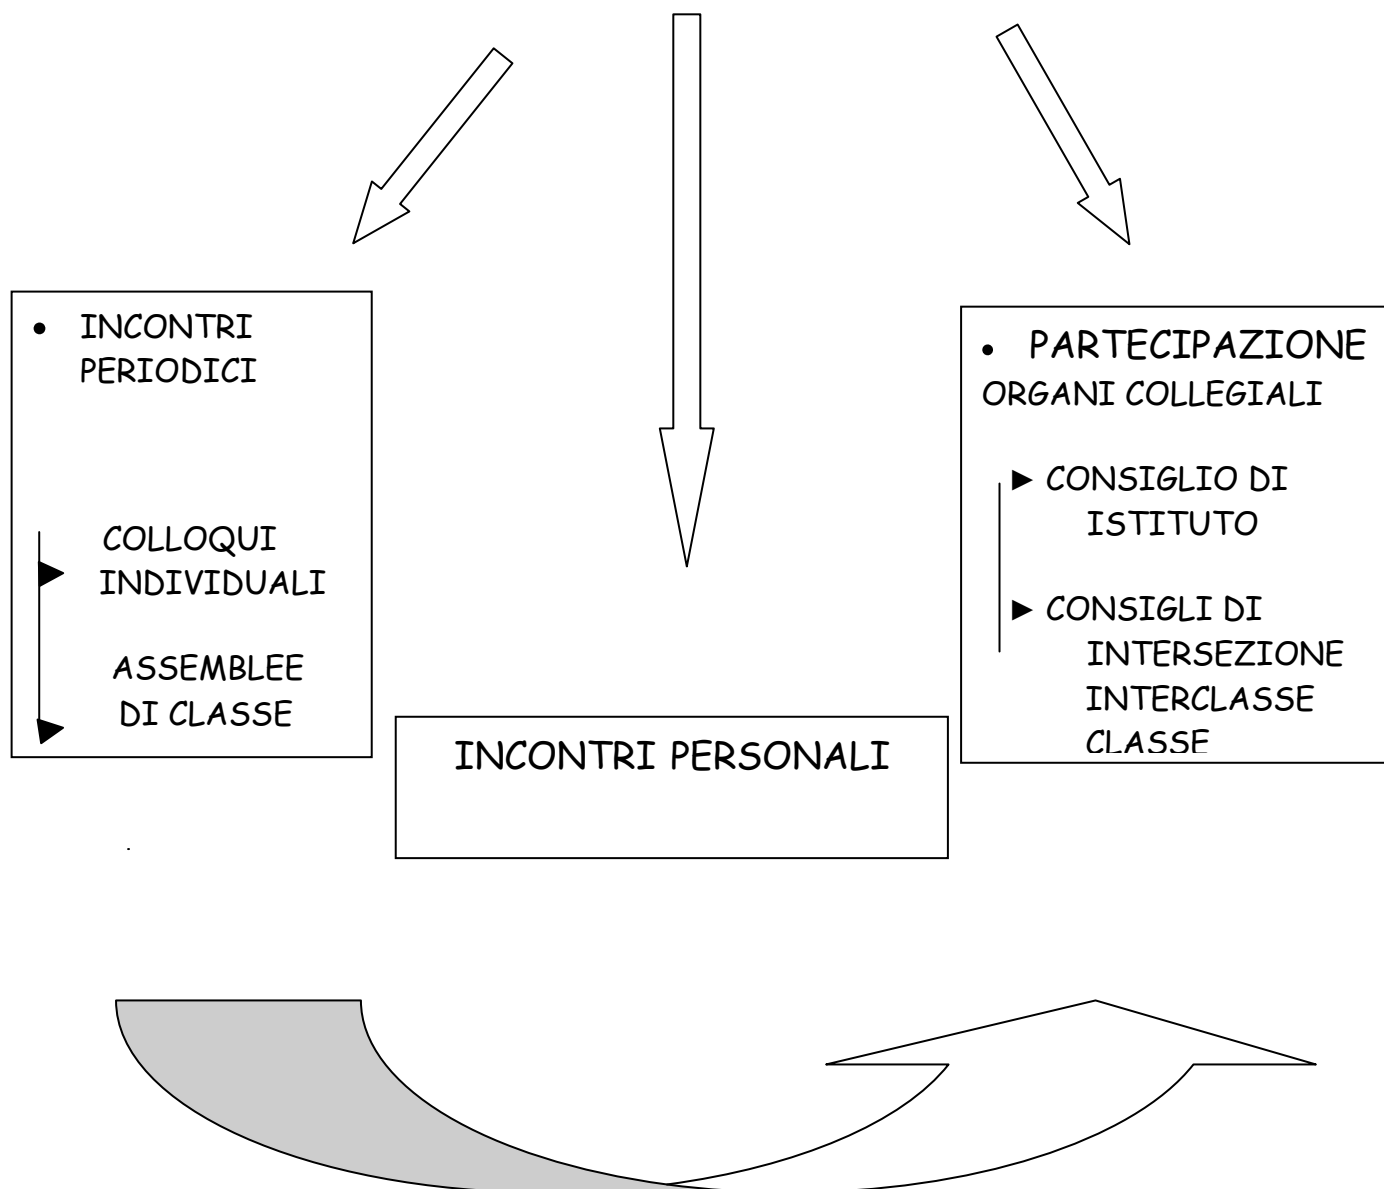 • INCONTRI
PERIODICI
COLLOQUI
INDIVIDUALI
ASSEMBLEE
DI CLASSE
INCONTRI PERSONALI
• PARTECIPAZIONE
ORGANI COLLEGIALI
► CONSIGLIO DI
ISTITUTO
► CONSIGLI DI
INTERSEZIONE
INTERCLASSE
CLASSE